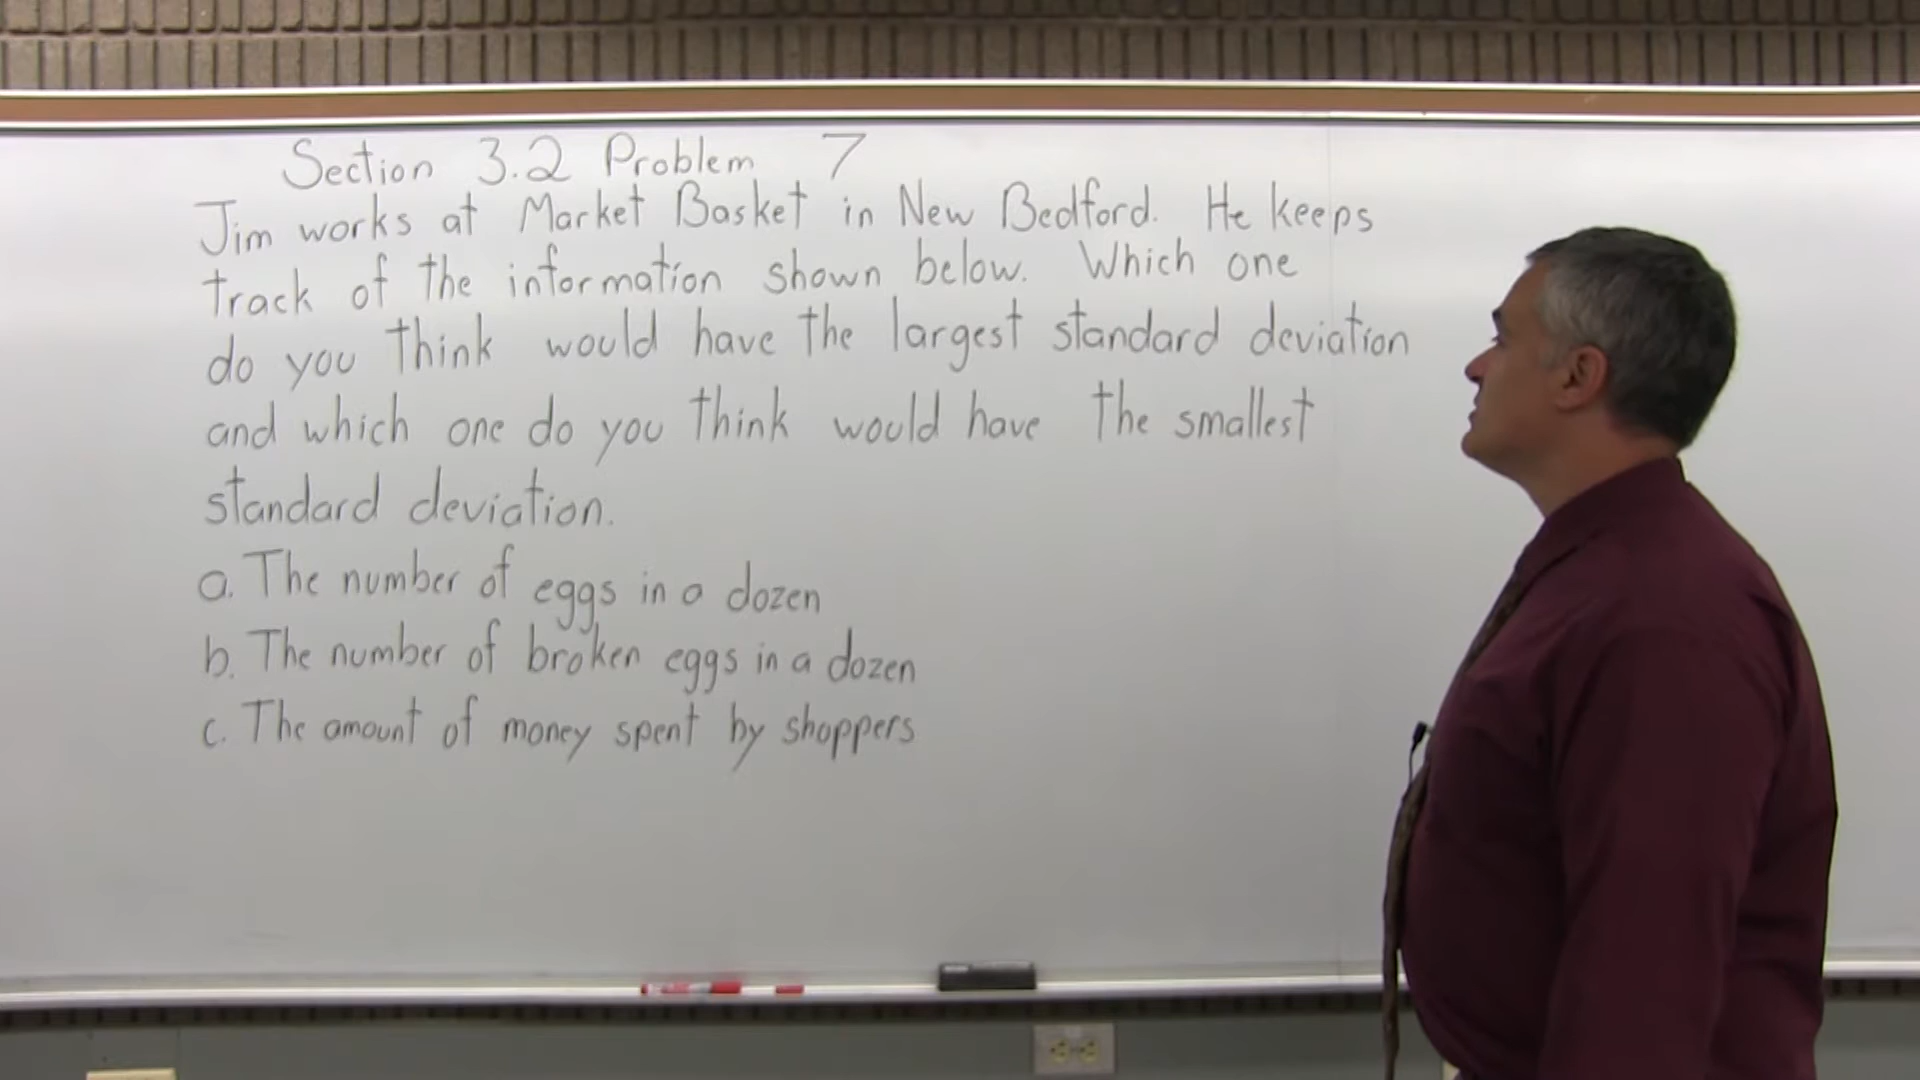 Section 3.2 Problem 7
Jim works at Market Basket in New Bedford. He keeps
track of the information shown below. Which one
do you think would have the largest standard deviation
and which one do you think would have the smallest
standard deviation.
a. The number of eggs in a dozen
b. The number of broken eggs in a dozen
c. The amount of money spent by shoppers